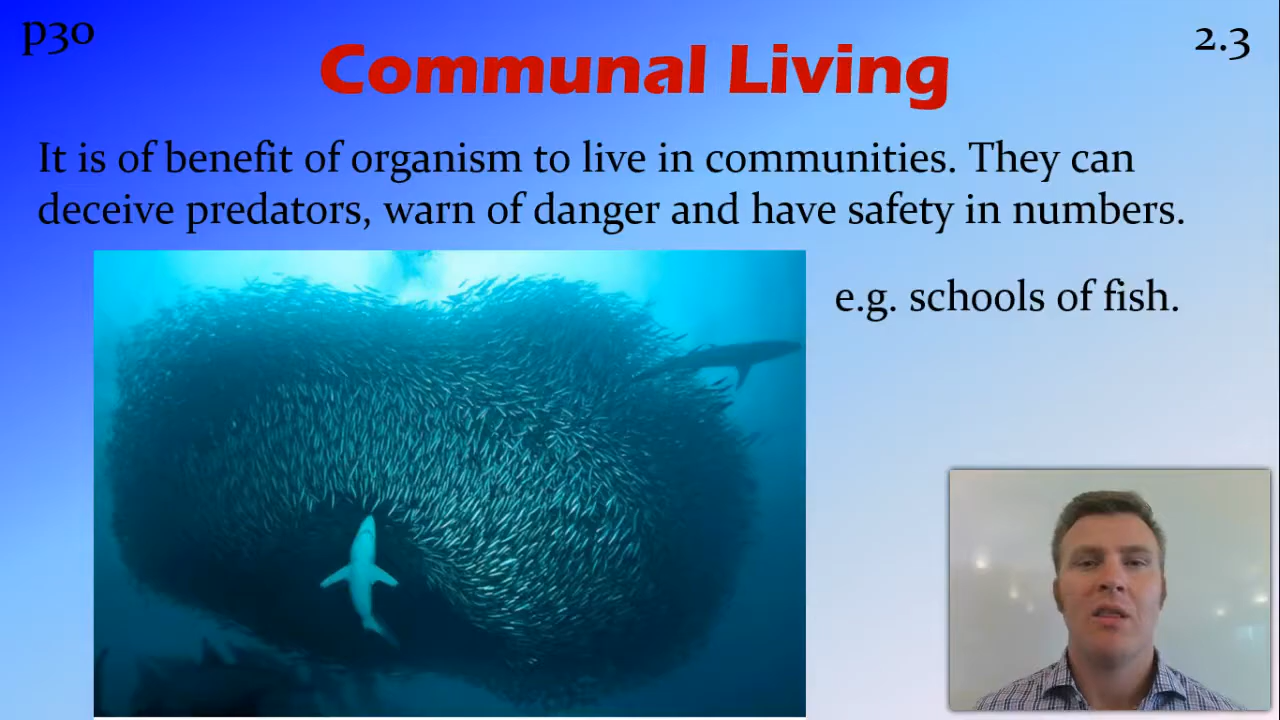 p30
2.3
Communal Living
It is of benefit of organism to live in communities. They can
deceive predators, warn of danger and have safety in numbers.
e.g. schools of fish.